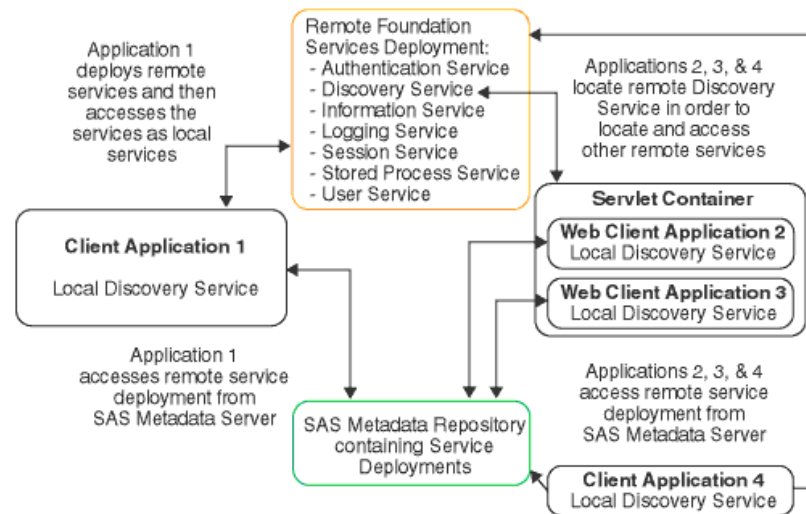 Remote Foundation
Services Deployment:
- Authentication Service
- Discovery Service
- Information Service
- Logging Service
- Session Service
- Stored Process Service
- User Service
Application 1
deploys remote
services and then
accesses the
services as local
services
Applications 2, 3, & 4
locate remote Discovery
Service in order to
locate and access
other remote services
Client Application 1
Local Discovery Service
Servlet Container
Web Client Application 2
Local Discovery Service
Web Client Application 3
Local Discovery Service
Application 1
accesses remote service
deployment from
SAS Metadata Server
SAS Metadata Repository
containing Service
Deployments
Applications 2, 3, & 4
access remote service
deployment from
SAS Metadata Server
Client Application 4
Local Discovery Service